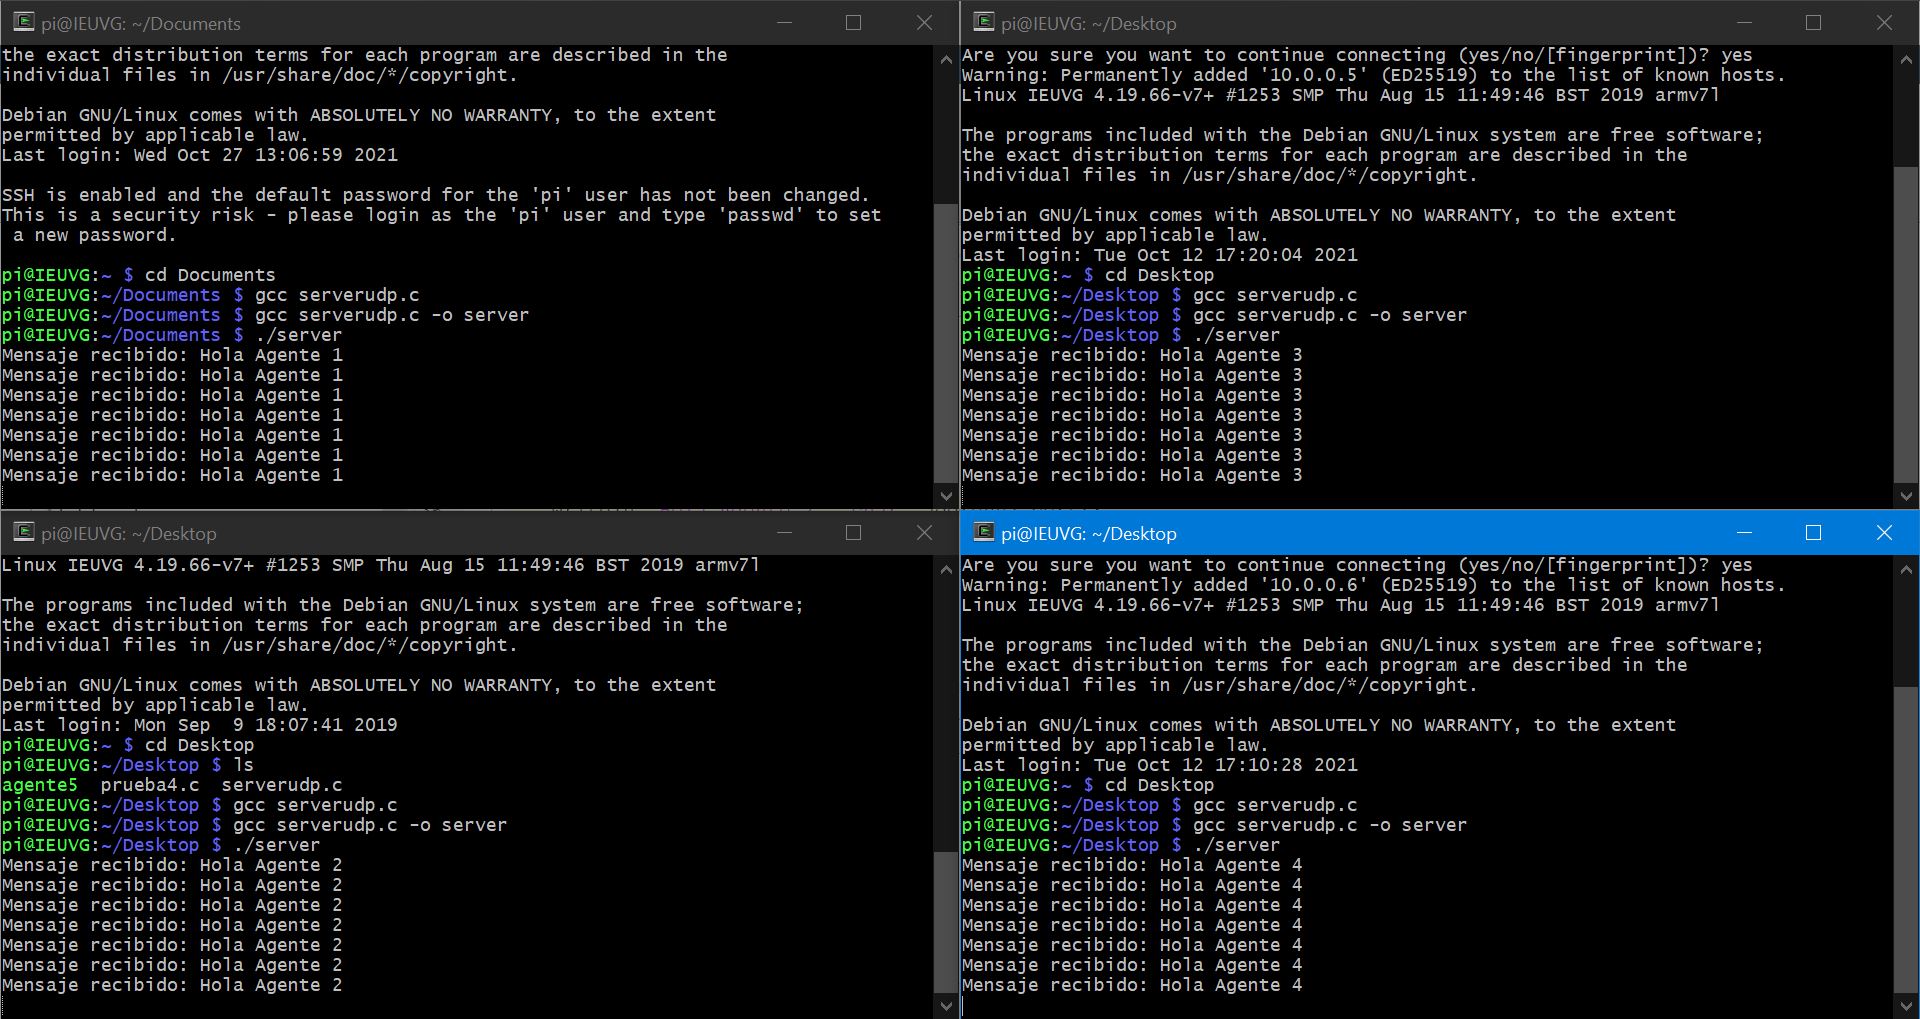 pi@IEUVG: ~/Documents
the exact distribution terms for each program are described in the
individual files in /usr/share/doc/*/copyright.
Debian GNU/Linux comes with ABSOLUTELY NO WARRANTY, to the extent
permitted by applicable law.
Last login: Wed Oct 27 13:06:59 2021
SSH is enabled and the default password for the 'pi' user has not been changed.
This is a security risk - please login as the 'pi' user and type 'passwd' to set
 a new password.
pi@IEUVG:~ $ cd Documents
pi@IEUVG:~/Documents $ gcc serverudp.c
pi@IEUVG:~/Documents $ gcc serverudp.c -o server
pi@IEUVG:~/Documents $ ./server
Mensaje recibido: Hola Agente 1
Mensaje recibido: Hola Agente 1
Mensaje recibido: Hola Agente 1
Mensaje recibido: Hola Agente 1
Mensaje recibido: Hola Agente 1
Mensaje recibido: Hola Agente 1
Mensaje recibido: Hola Agente 1
pi@IEUVG: ~/Desktop
Are you sure you want to continue connecting (yes/no/[fingerprint])? yes
Warning: Permanently added '10.0.0.5' (ED25519) to the list of known hosts.
Linux IEUVG 4.19.66-v7+ #1253 SMP Thu Aug 15 11:49:46 BST 2019 armv7l
The programs included with the Debian GNU/Linux system are free software;
the exact distribution terms for each program are described in the
individual files in /usr/share/doc/*/copyright.
Debian GNU/Linux comes with ABSOLUTELY NO WARRANTY, to the extent
permitted by applicable law.
Last login: Tue Oct 12 17:20:04 2021
pi@IEUVG:~ $ cd Desktop
pi@IEUVG:~/Desktop $ gcc serverudp.c
pi@IEUVG:~/Desktop $ gcc serverudp.c -o server
pi@IEUVG:~/Desktop $ ./server
Mensaje recibido: Hola Agente 3
Mensaje recibido: Hola Agente 3
Mensaje recibido: Hola Agente 3
Mensaje recibido: Hola Agente 3
Mensaje recibido: Hola Agente 3
Mensaje recibido: Hola Agente 3
Mensaje recibido: Hola Agente 3
pi@IEUVG: ~/Desktop
Linux IEUVG 4.19.66-v7+ #1253 SMP Thu Aug 15 11:49:46 BST 2019 armv7l
The programs included with the Debian GNU/Linux system are free software;
the exact distribution terms for each program are described in the
individual files in /usr/share/doc/*/copyright.
Debian GNU/Linux comes with ABSOLUTELY NO WARRANTY, to the extent
permitted by applicable law.
Last login: Mon Sep  9 18:07:41 2019
pi@IEUVG:~ $ cd Desktop
pi@IEUVG:~/Desktop $ ls
agente5  prueba4.c  serverudp.c
pi@IEUVG:~/Desktop $ gcc serverudp.c
pi@IEUVG:~/Desktop $ gcc serverudp.c -o server
pi@IEUVG:~/Desktop $ ./server
Mensaje recibido: Hola Agente 2
Mensaje recibido: Hola Agente 2
Mensaje recibido: Hola Agente 2
Mensaje recibido: Hola Agente 2
Mensaje recibido: Hola Agente 2
Mensaje recibido: Hola Agente 2
Mensaje recibido: Hola Agente 2
pi@IEUVG: ~/Desktop
Are you sure you want to continue connecting (yes/no/[fingerprint])? yes
Warning: Permanently added '10.0.0.6' (ED25519) to the list of known hosts.
Linux IEUVG 4.19.66-v7+ #1253 SMP Thu Aug 15 11:49:46 BST 2019 armv7l
The programs included with the Debian GNU/Linux system are free software;
the exact distribution terms for each program are described in the
individual files in /usr/share/doc/*/copyright.
Debian GNU/Linux comes with ABSOLUTELY NO WARRANTY, to the extent
permitted by applicable law.
Last login: Tue Oct 12 17:10:28 2021
pi@IEUVG:~ $ cd Desktop
pi@IEUVG:~/Desktop $ gcc serverudp.c
pi@IEUVG:~/Desktop $ gcc serverudp.c -o server
pi@IEUVG:~/Desktop $ ./server
Mensaje recibido: Hola Agente 4
Mensaje recibido: Hola Agente 4
Mensaje recibido: Hola Agente 4
Mensaje recibido: Hola Agente 4
Mensaje recibido: Hola Agente 4
Mensaje recibido: Hola Agente 4
Mensaje recibido: Hola Agente 4